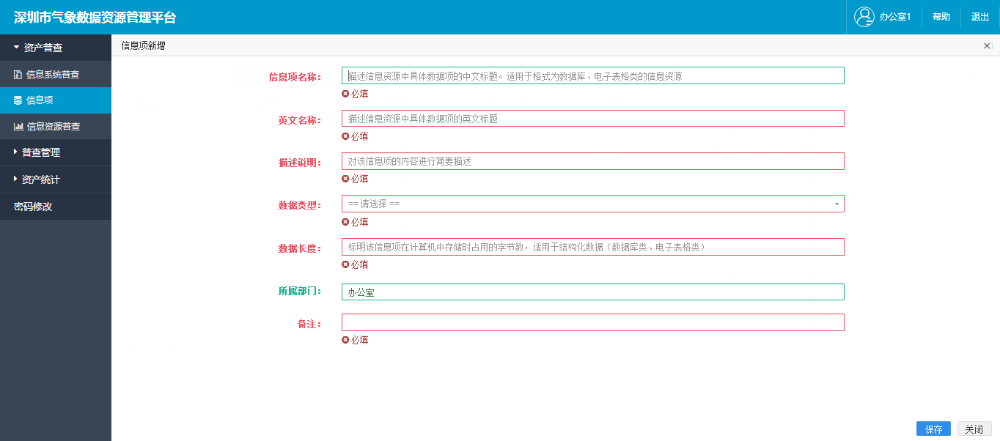 深圳市气象数据资源管理平台
办公室1
帮助
退出
资产普查
信息系统普查
信息项
信息资源普查
普查管理
资产统计
密码修改
信息项新增
信息项名称：
描述信息资源中具体数据项的中文标题。适用于格式为数据库、电子表格类的信息资源
必填
英文名称：
描述信息资源中具体数据项的英文标题
必填
描述说明：
对该信息项的内容进行简要描述
必填
数据类型：
== 请选择 ==
必填
数据长度：
标明该信息项在计算机中存储时占用的字节数，适用于结构化数据（数据库类、电子表格类）
必填
所属部门：
办公室
备注：
必填
保存
关闭